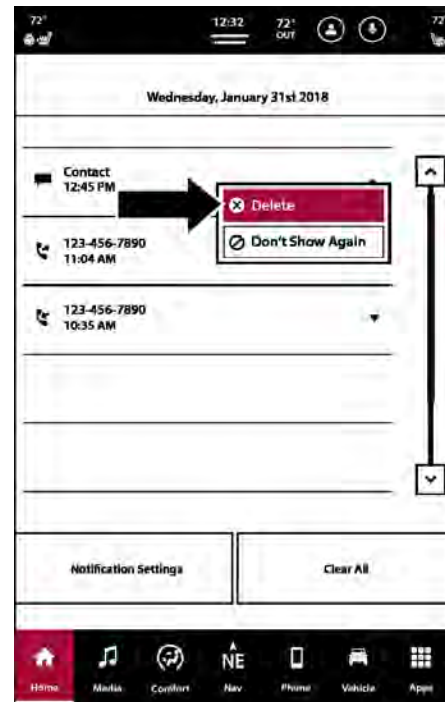 72°
12:32
72°
OUT
72°
Wednesday, January 31st 2018
Contact
12:45 PM
Delete
Don't Show Again
123-456-7890
11:04 AM
123-456-7890
10:35 AM
Notification Settings
Clear All
NE
Home
Media
Comfort
Nav
Phone
Vehicle
Apps